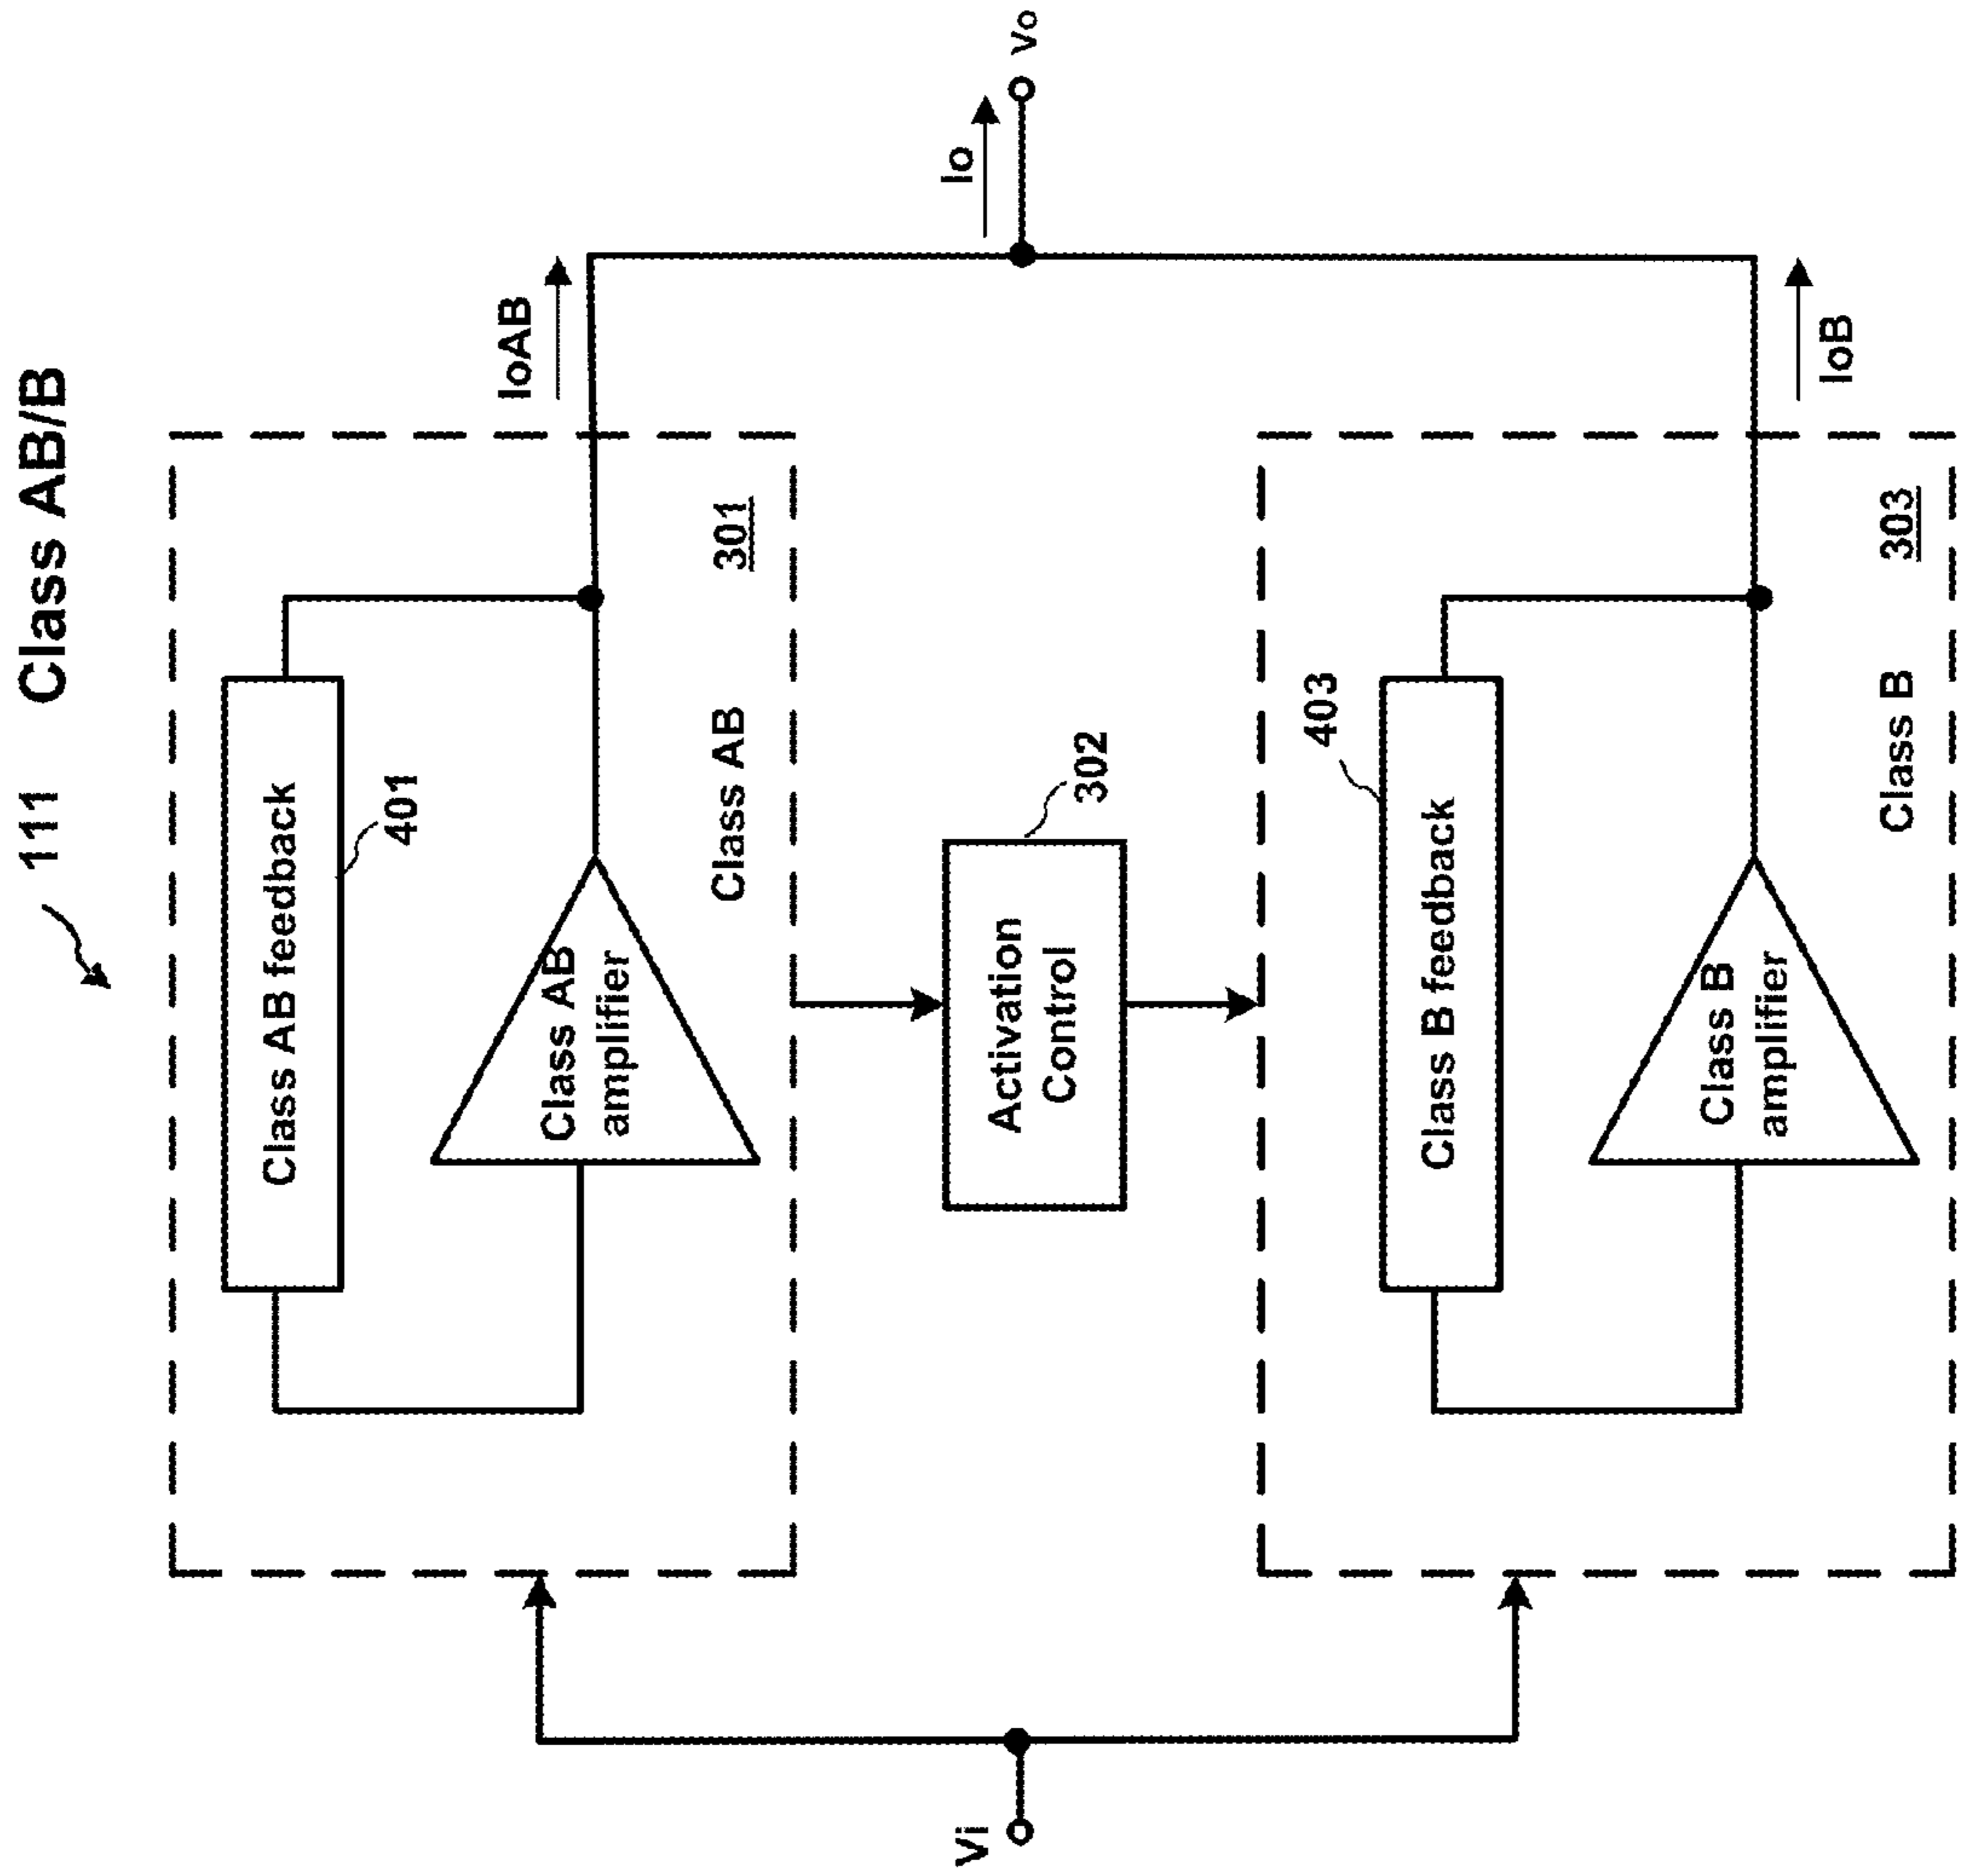 111 Class AB/B
Class AB feedback
401
Class AB
amplifier
Class AB
301
IoAB
Vi
Activation
Control
302
Io
Vo
403
Class B feedback
Class B
amplifier
Class B
303
IoB